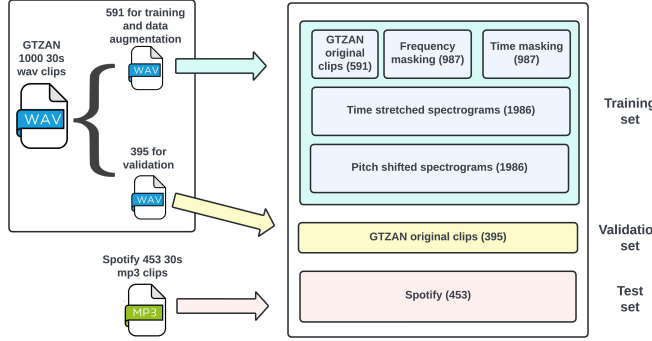 GTZAN
1000 30s
wav clips
WAV
591 for training
and data
augmentation
WAV
395 for
validation
WAV
Spotify 453 30s
mp3 clips
MP3
GTZAN
original
clips (591)
Frequency
masking (987)
Time masking
(987)
Time stretched spectrograms (1986)
Pitch shifted spectrograms (1986)
Training
set
GTZAN original clips (395)
Validatio
set
Spotify (453)
Test
set